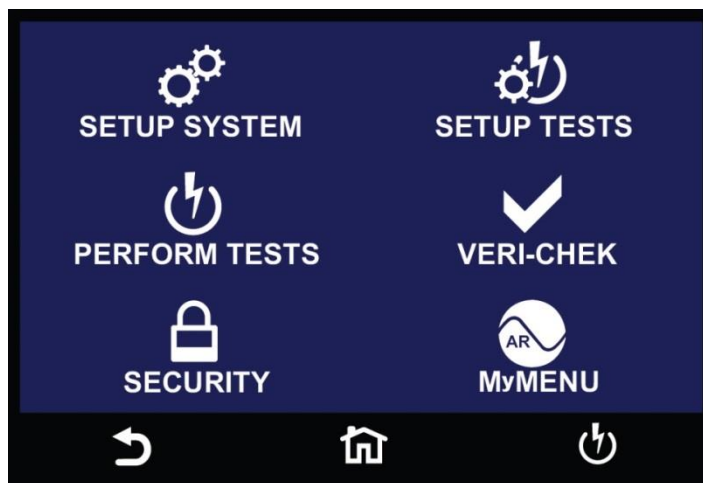 SETUP SYSTEM
SETUP TESTS
PERFORM TESTS
VERI-CHEK
SECURITY
AR
MyMENU